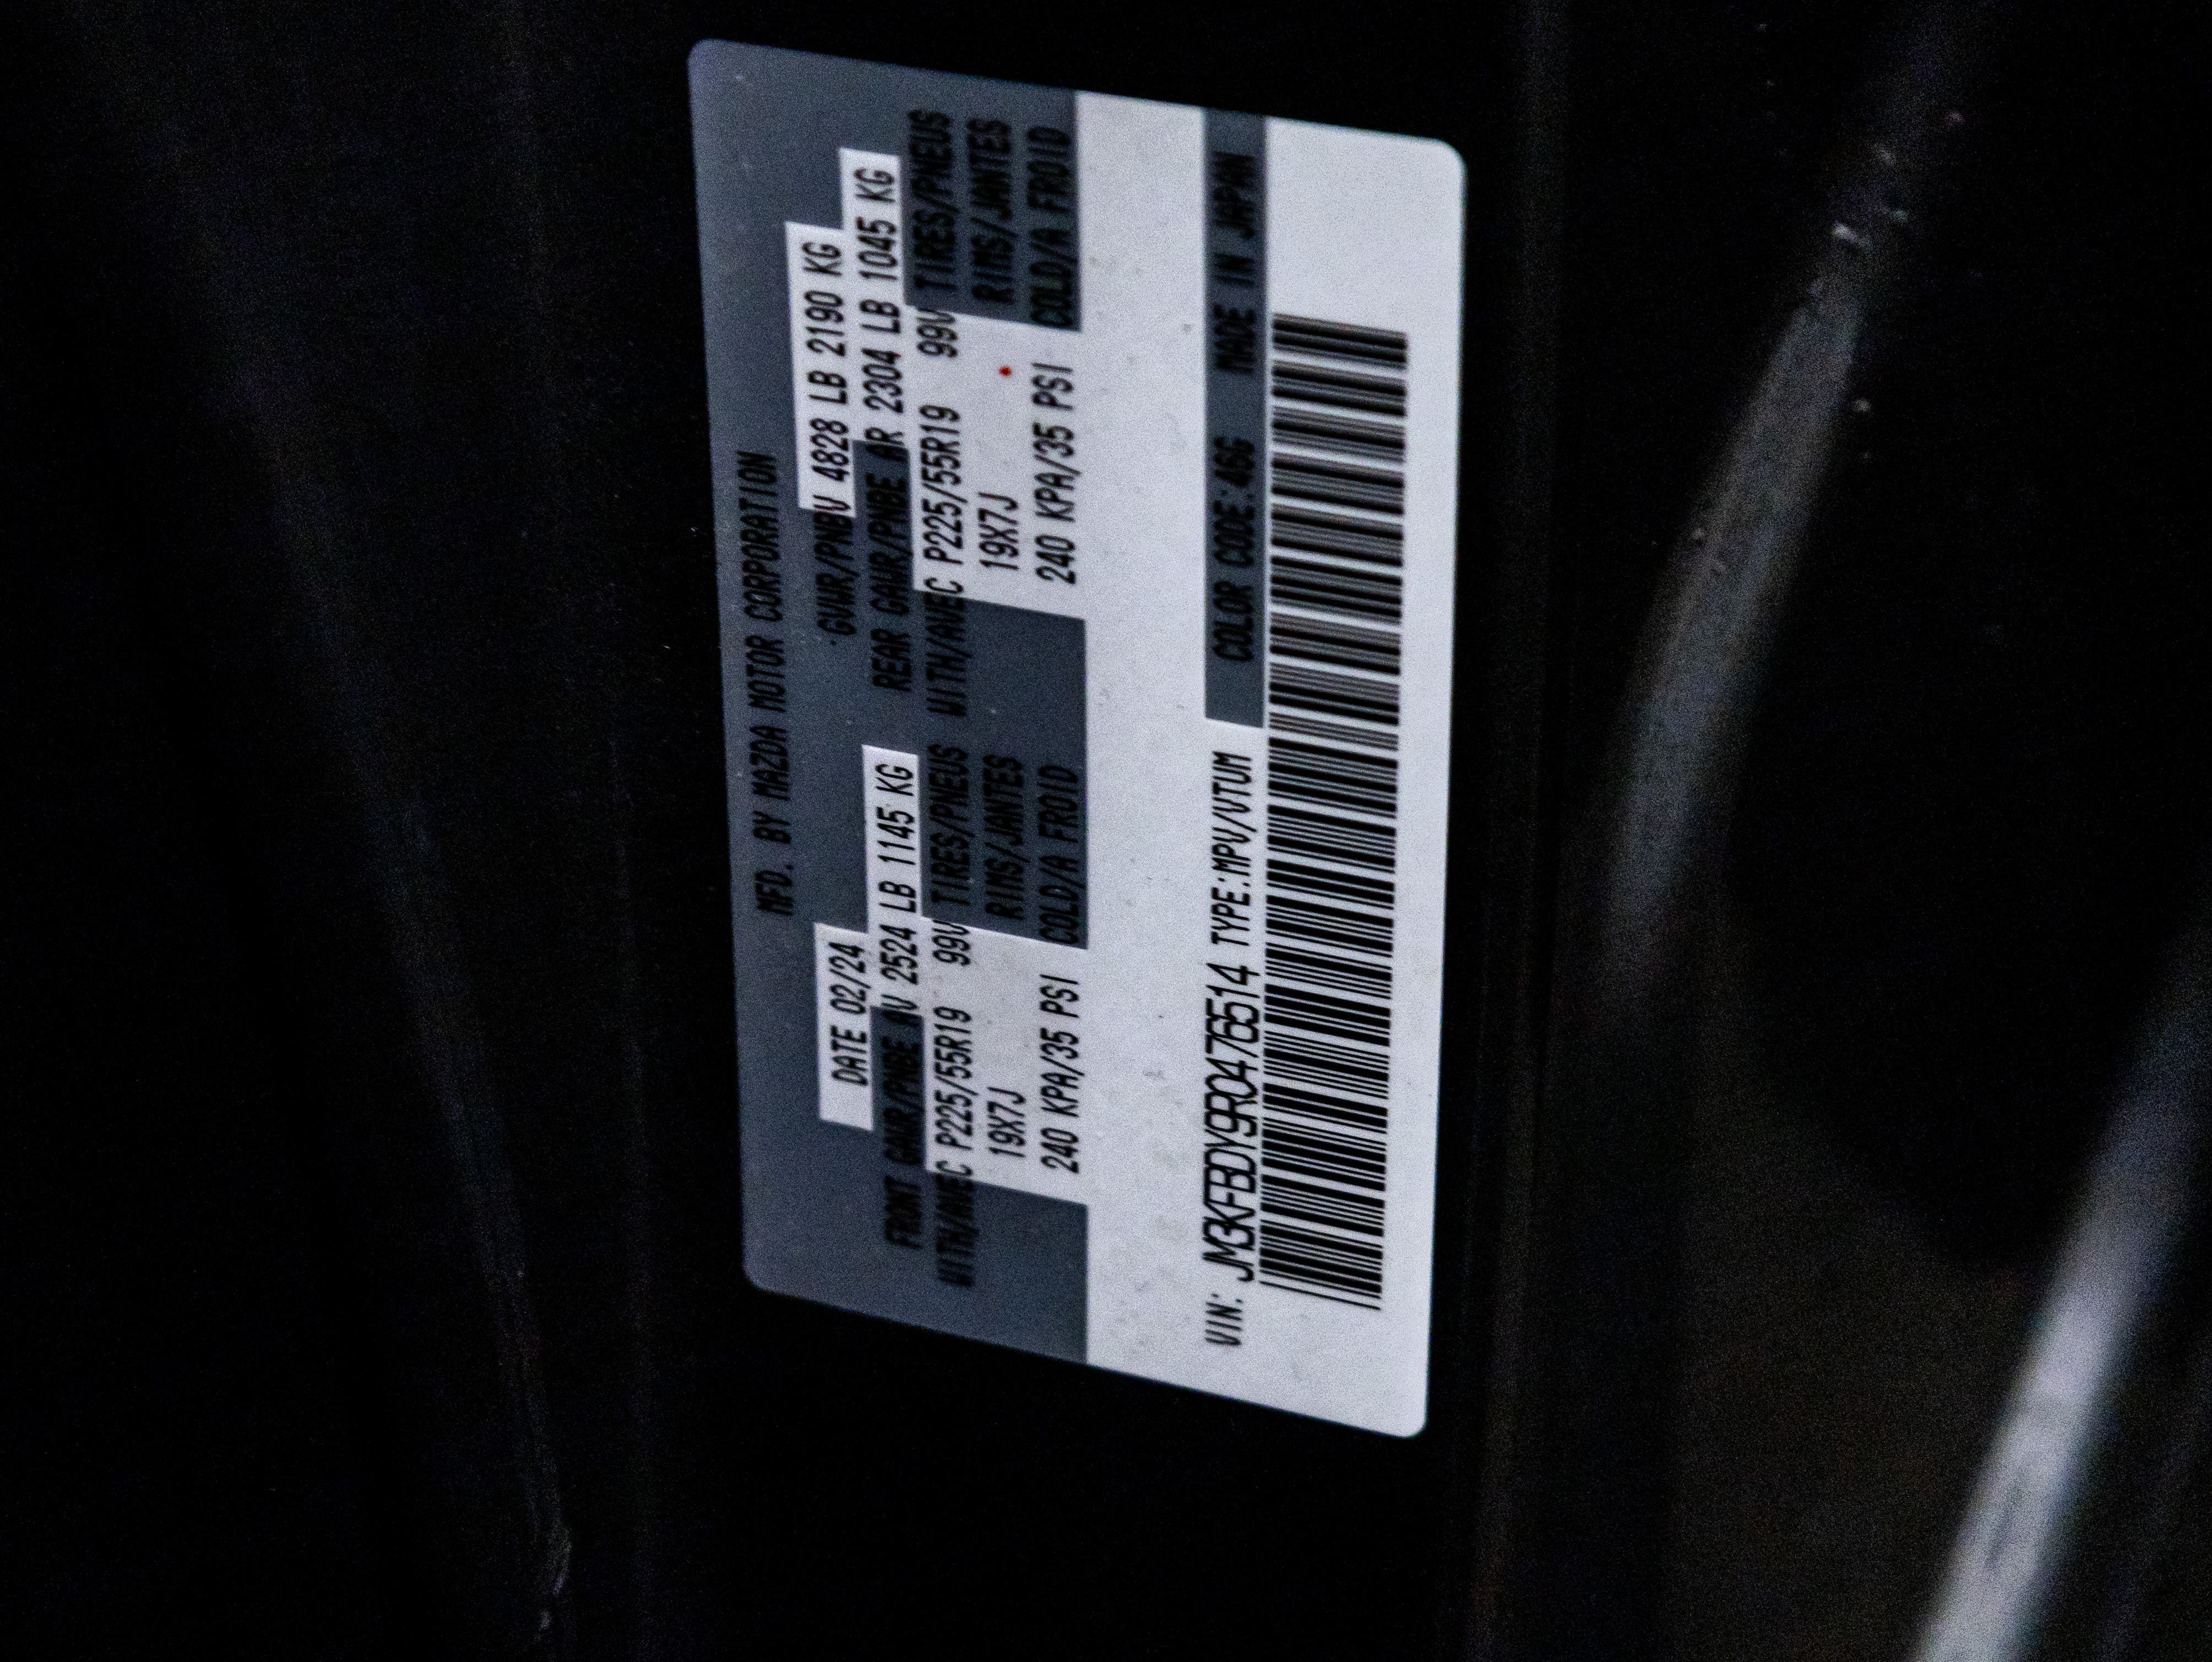 MFD. BY MAZDA MOTOR CORPORATION
DATE 02/24 GVWR/PNBV 4828 LB 2190 KG
FRONT GAWR/PNBE AV 2524 LB 1145 KG REAR GAWR/PNBE AR 2304 LB 1045 KG
WITH/AVEC P225/55R19 99V TIRES/PNEUS WITH/AVEC P225/55R19 99V TIRES/PNEUS
19X7J RIMS/JANTES 19X7J RIMS/JANTES
240 KPA/35 PSI COLD/A FROID 240 KPA/35 PSI COLD/A FROID
VIN: JM3KFBDY9R0476514 TYPE:MPV/VTUM COLOR CODE:46G MADE IN JAPAN